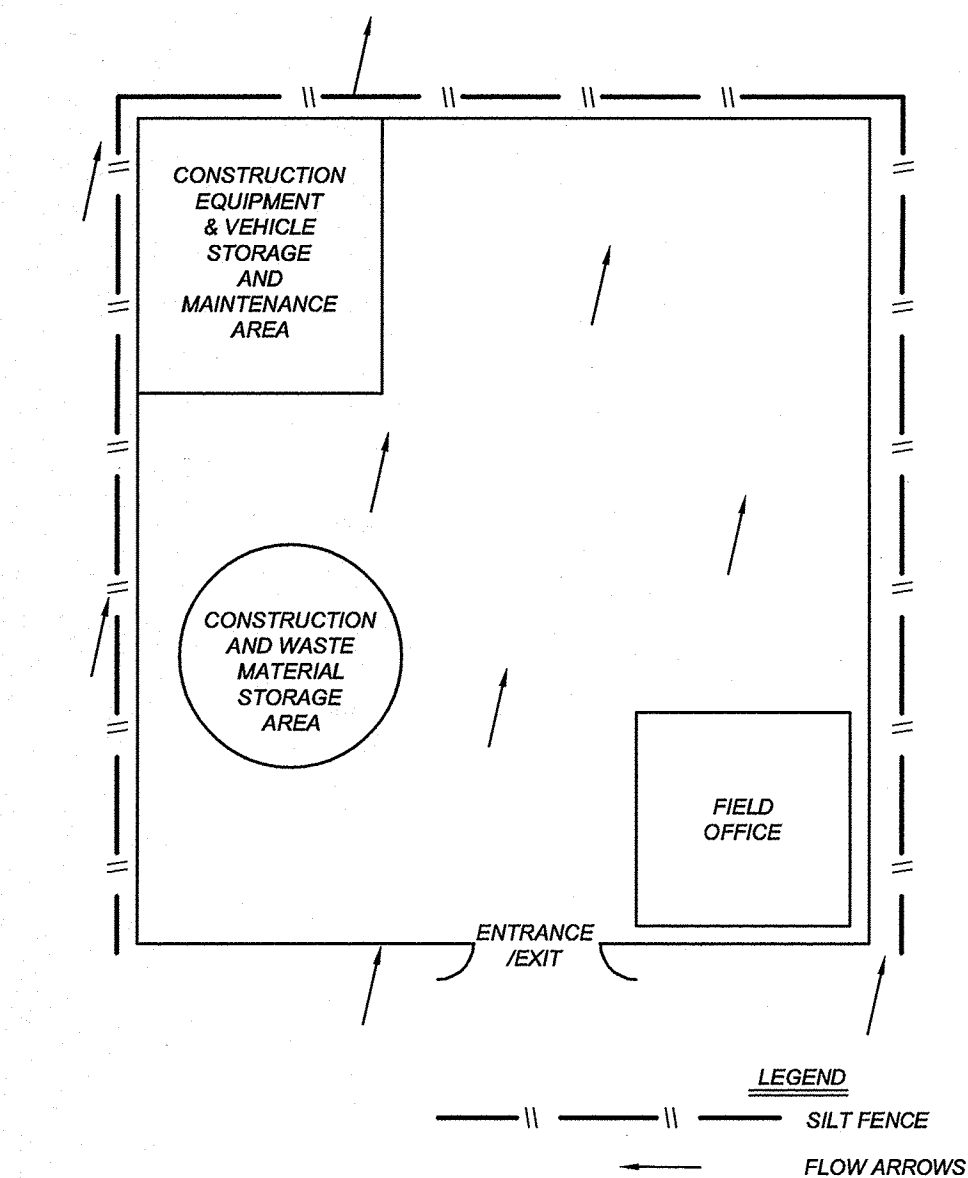 CONSTRUCTION
EQUIPMENT
& VEHICLE
STORAGE
AND
MAINTENANCE
AREA
CONSTRUCTION
AND WASTE
MATERIAL
STORAGE
AREA
FIELD
OFFICE
ENTRANCE
/EXIT
LEGEND
SILT FENCE
FLOW ARROWS